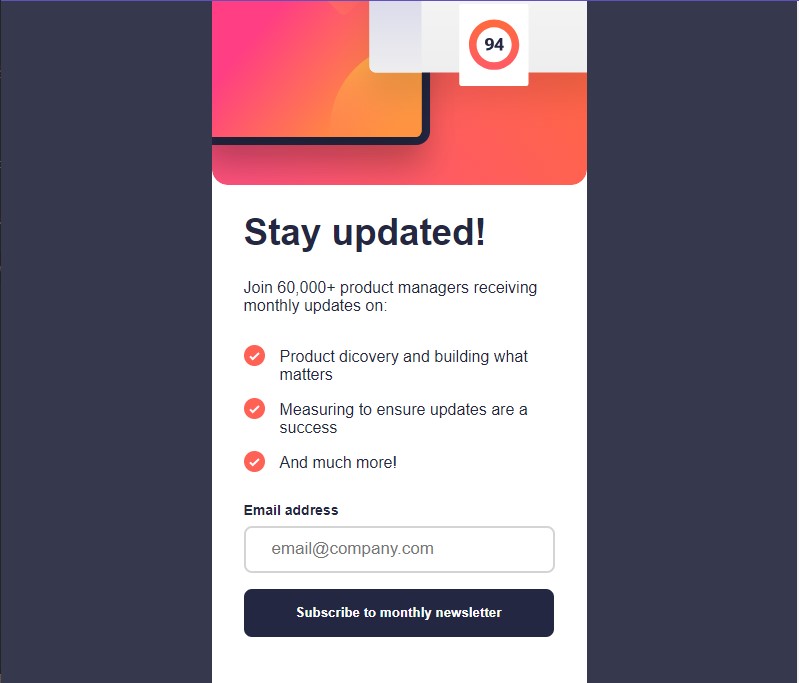 94
Stay updated!
Join 60,000+ product managers receiving
monthly updates on:
Product dicovery and building what
matters
Measuring to ensure updates are a
success
And much more!
Email address
email@company.com
Subscribe to monthly newsletter